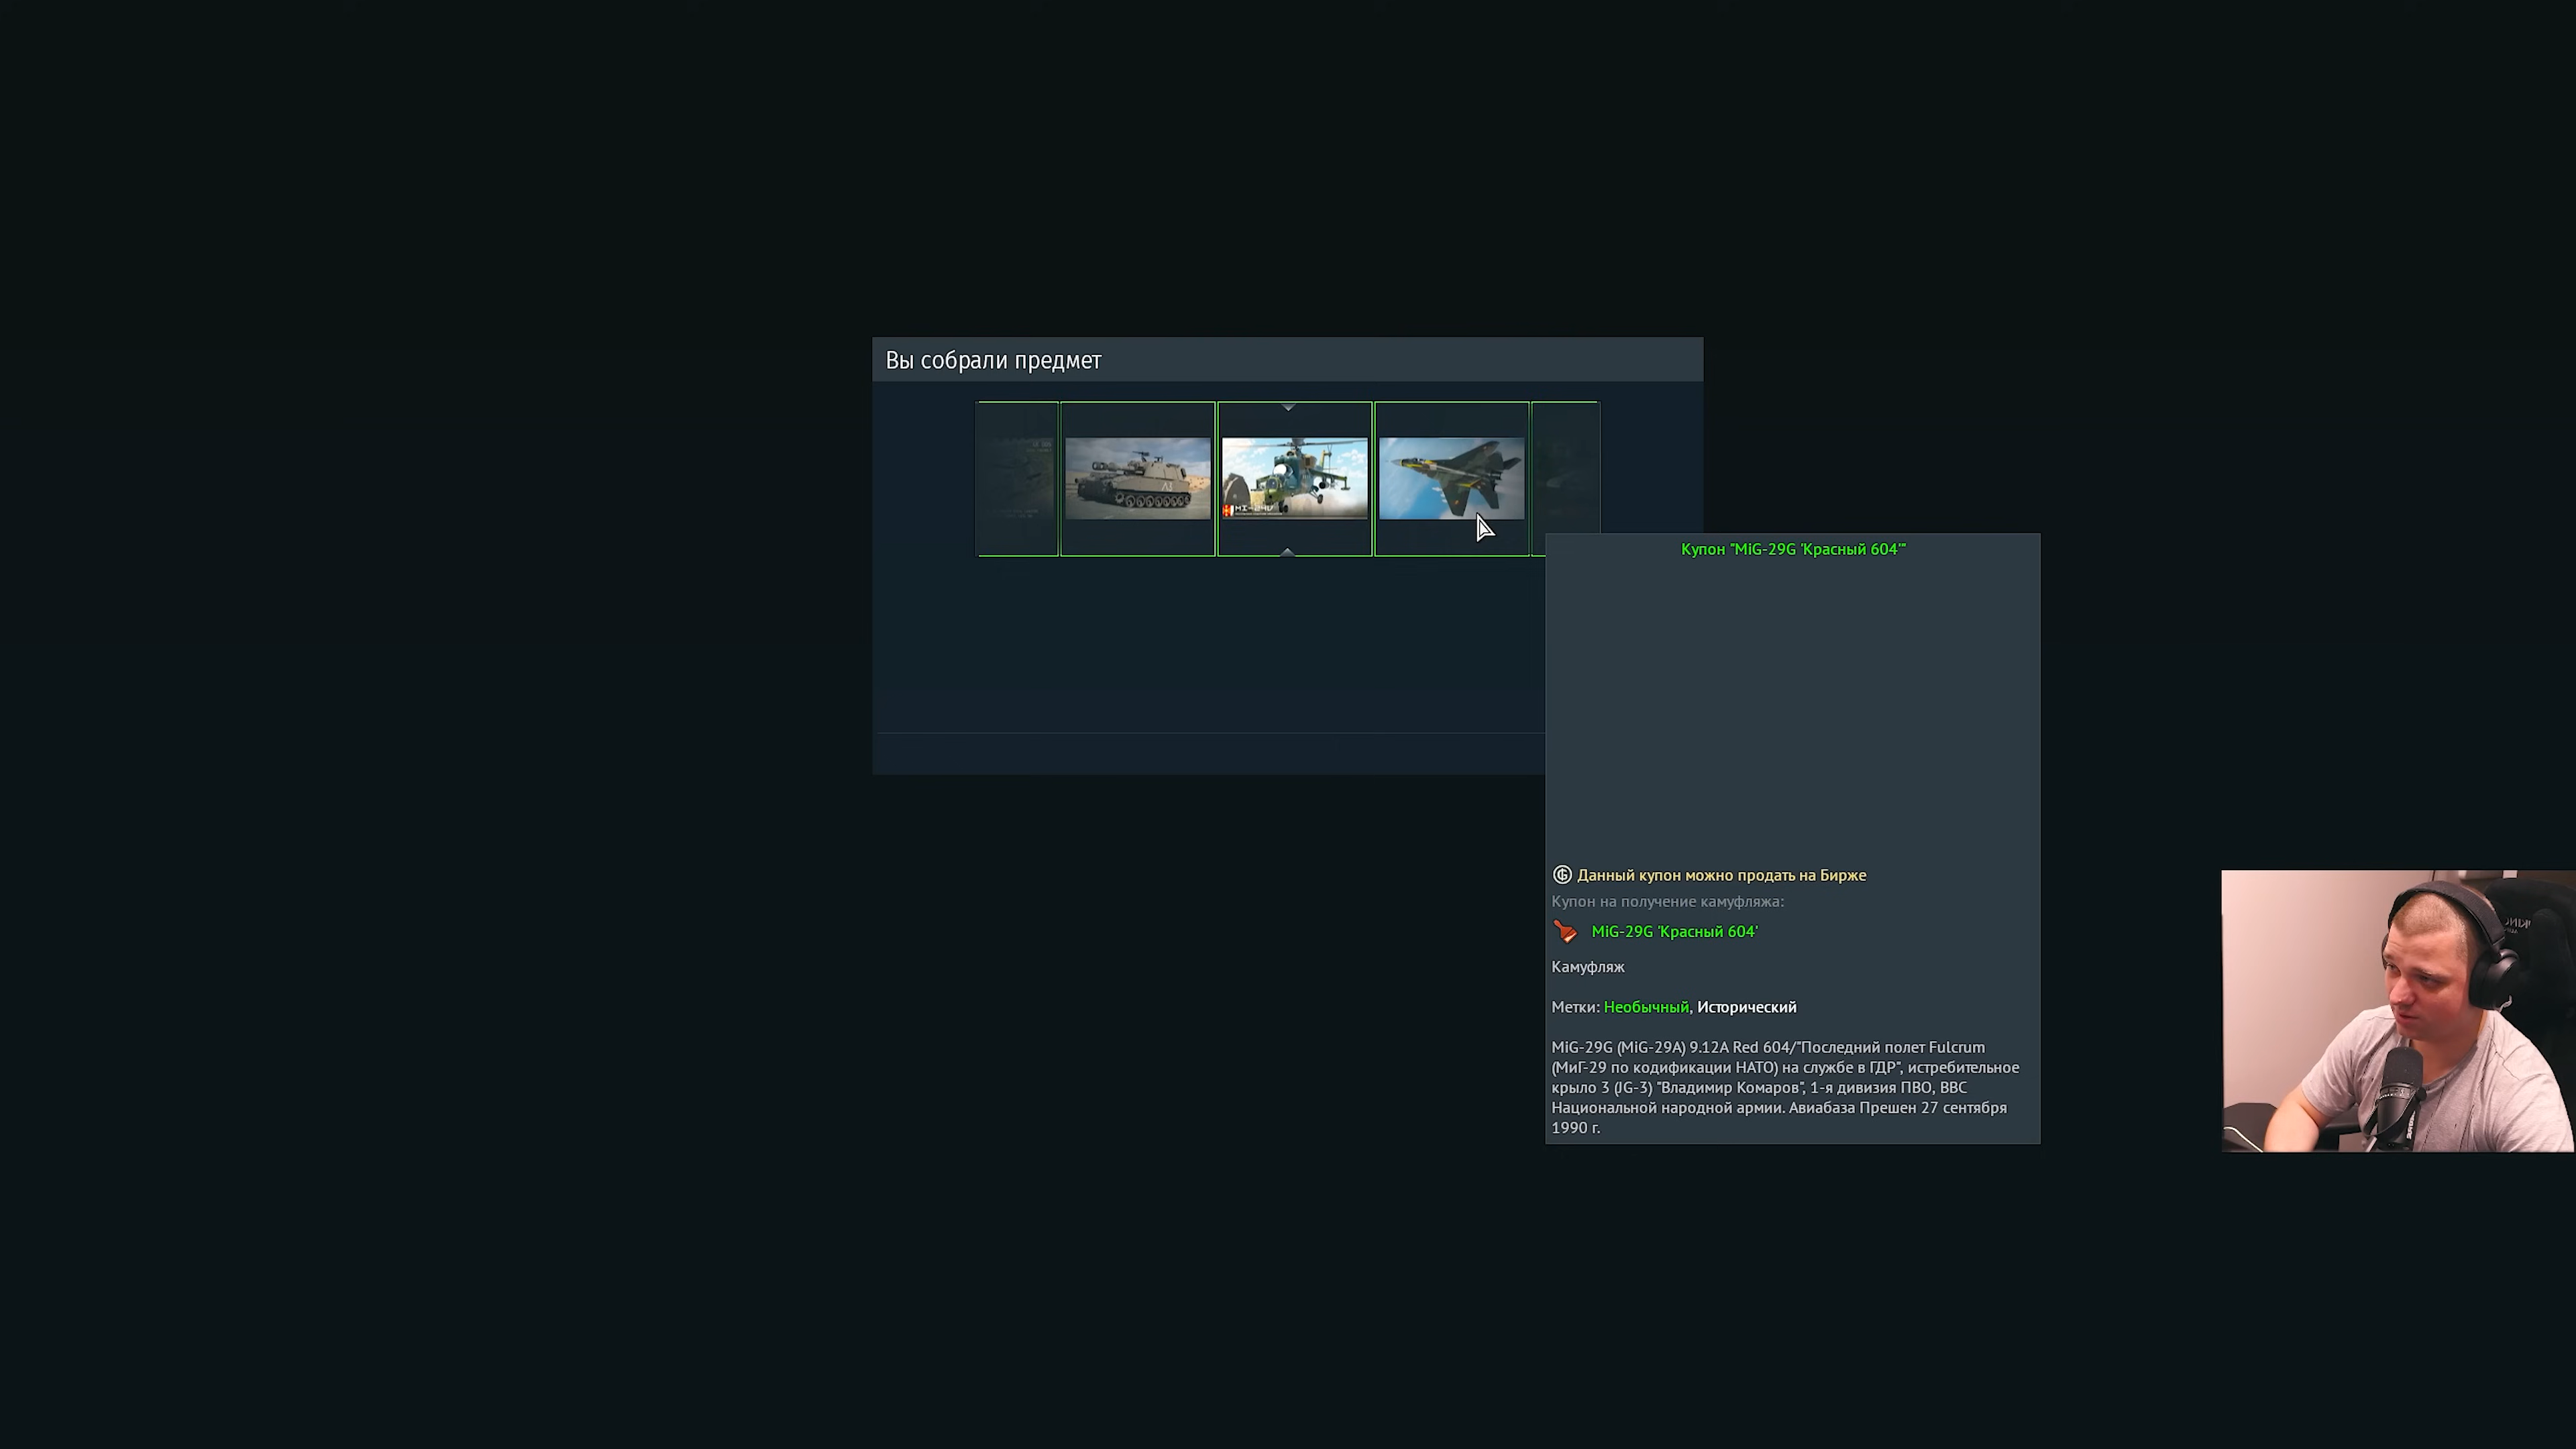 Вы собрали предмет
MI-24V
Купон "MiG-29G 'Красный 604'"
Данный купон можно продать на Бирже
Купон на получение камуфляжа:
MiG-29G 'Красный 604'
Камуфляж
Метки: Необычный, Исторический
MiG-29G (MiG-29A) 9.12A Red 604/"Последний полет Fulcrum
(МиГ-29 по кодификации НАТО) на службе в ГДР", истребительное
крыло 3 (JG-3) "Владимир Комаров", 1-я дивизия ПВО, ВВС
Национальной народной армии. Авиабаза Прешен 27 сентября
1990 г.